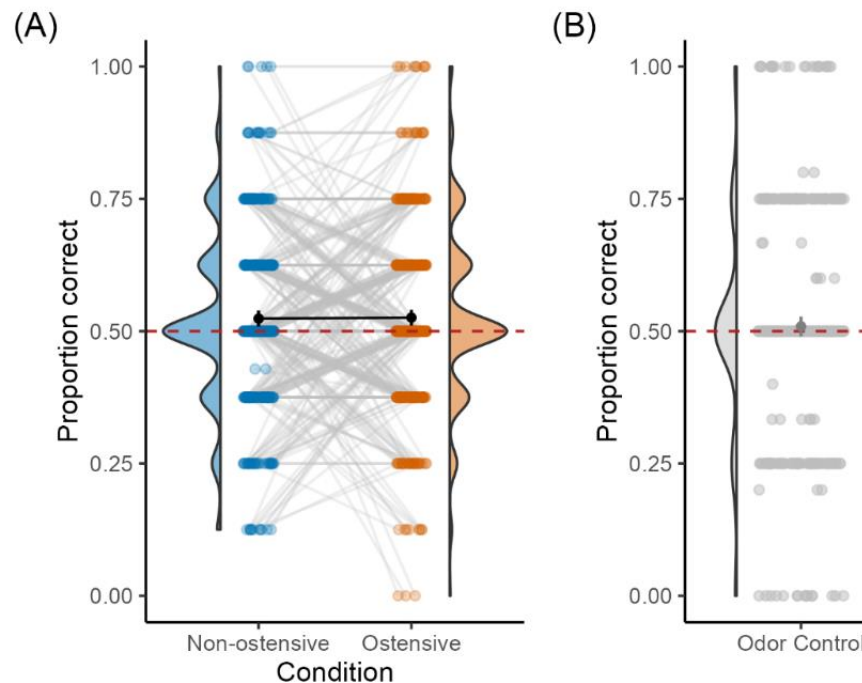 (A)
Proportion correct
1.00
0.75
0.50
0.25
0.00
Non-ostensive
Ostensive
Condition
(B)
Proportion correct
1.00
0.75
0.50
0.25
0.00
Odor Control